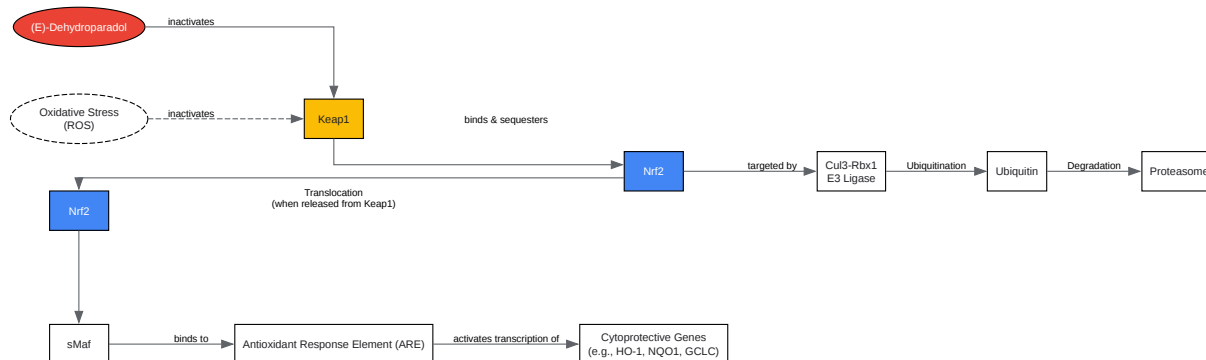 (E)-Dehydroparadol
inactivates
Oxidative Stress
(ROS)
inactivates
Keap1
binds & sequesters
Nrf2
targeted by
Cul3-Rbx1
E3 Ligase
Ubiquitination
Ubiquitin
Degradation
Proteasome
Translocation
(when released from Keap1)
Nrf2
sMaf
binds to
Antioxidant Response Element (ARE)
activates transcription of
Cytoprotective Genes
(e.g., HO-1, NQO1, GCLC)